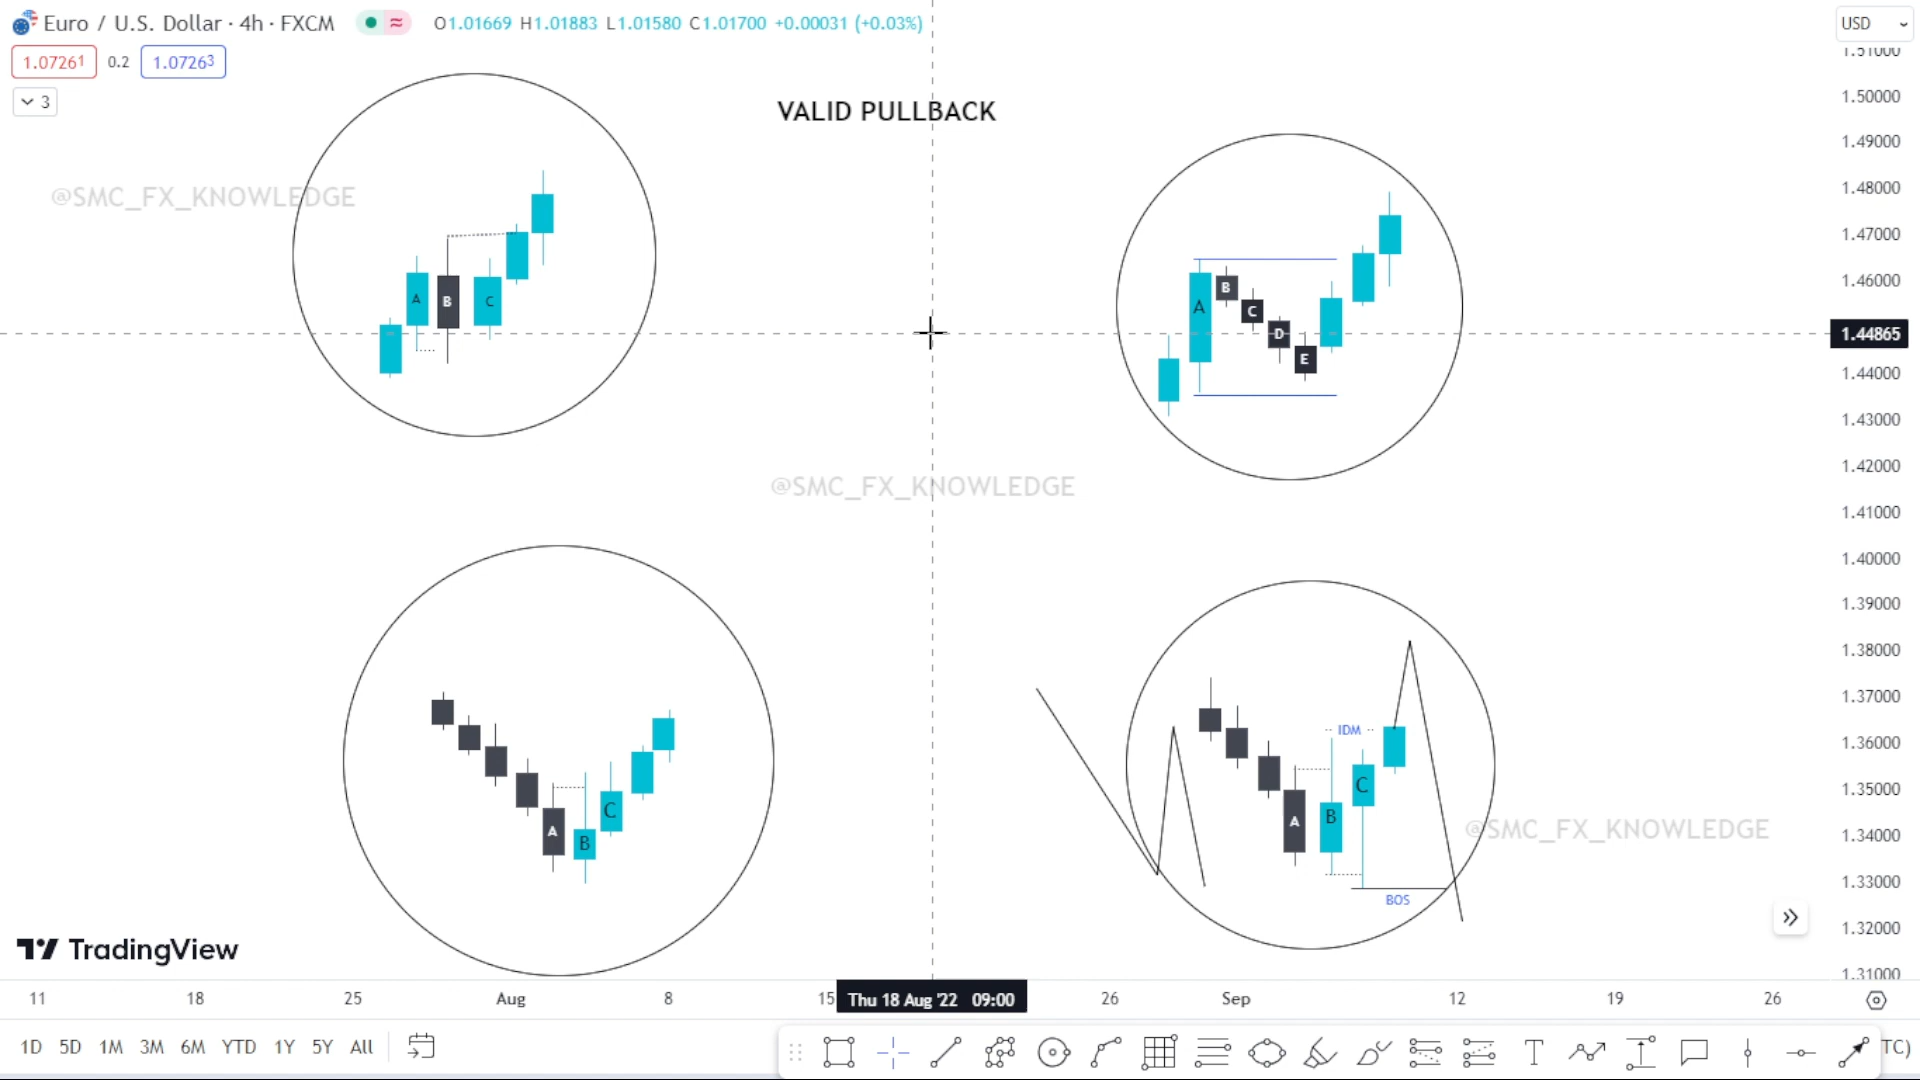 Euro / U.S. Dollar · 4h · FXCM O1.01669 H1.01883 L1.01580 C1.01700 +0.00031 (+0.03%)
USD
1.07261 0.2 1.07263
3
1.51000
1.50000
VALID PULLBACK
1.49000
1.48000
@SMC_FX_KNOWLEDGE
1.47000
1.46000
A B C
A B C D E
1.44865
1.44000
1.43000
1.42000
@SMC_FX_KNOWLEDGE
1.41000
1.40000
1.39000
1.38000
1.37000
IDM
1.36000
1.35000
A B C
A B C
@SMC_FX_KNOWLEDGE
1.34000
1.33000
BOS
1.32000
TradingView
1.31000
11 18 25 Aug 8 15 Thu 18 Aug '22 09:00 26 Sep 12 19 26
1D 5D 1M 3M 6M YTD 1Y 5Y All
TC)